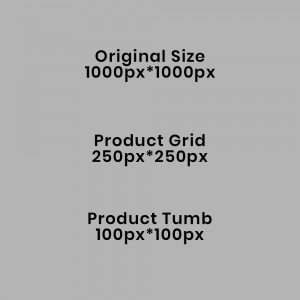 Original Size
1000px*1000px
Product Grid
250px*250px
Product Tumb
100px*100px